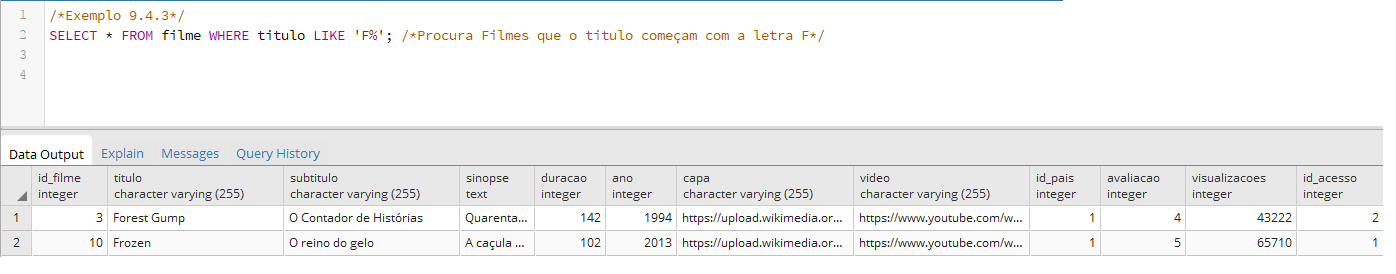 1 /*Exemplo 9.4.3*/
2 SELECT * FROM filme WHERE titulo LIKE 'F%'; /*Procura Filmes que o titulo começam com a letra F*/
3
4
Data Output Explain Messages Query History
id_filme titulo subtitulo sinopse duracao ano capa video id_pais avaliacao visualizacoes id_acesso
integer character varying (255) character varying (255) text integer integer character varying (255) character varying (255) integer integer integer integer
1 3 Forest Gump O Contador de Histórias Quarenta... 142 1994 https://upload.wikimedia.or... https://www.youtube.com/w... 1 4 43222 2
2 10 Frozen O reino do gelo A caçula ... 102 2013 https://upload.wikimedia.or... https://www.youtube.com/w... 1 5 65710 1